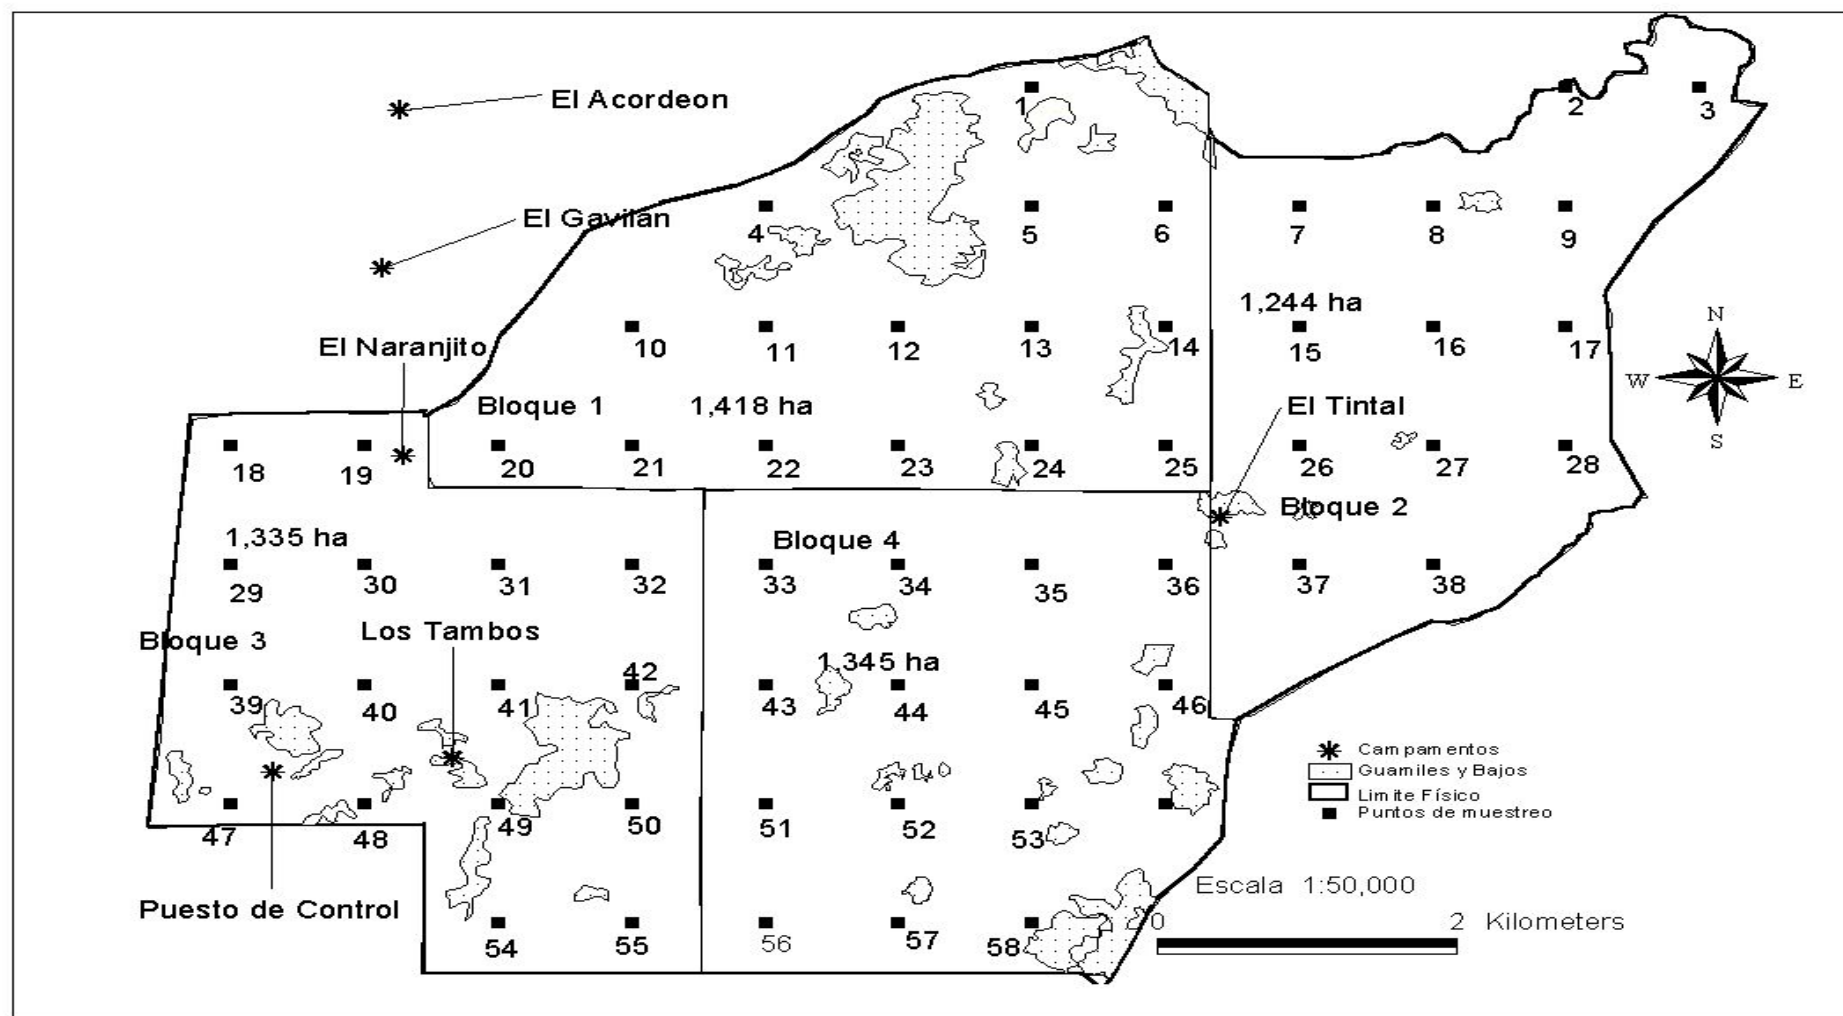 El Acordeon
1
2
3
El Gavilan
4
5
6
7
8
9
1,244 ha
N
El Naranjito
10
11
12
13
14
15
16
17
W
E
Bloque 1
1,418 ha
El Tintal
S
18
19
20
21
22
23
24
25
26
27
28
1,335 ha
Bloque 4
Bloque 2
29
30
31
32
33
34
35
36
37
38
Bloque 3
Los Tambos
1,345 ha
39
40
41
42
43
44
45
46
Campamentos
Guamiles y Bajos
Limite Físico
Puntos de muestreo
47
48
49
50
51
52
53
Puesto de Control
Escala 1:50,000
0
2 Kilometers
54
55
56
57
58